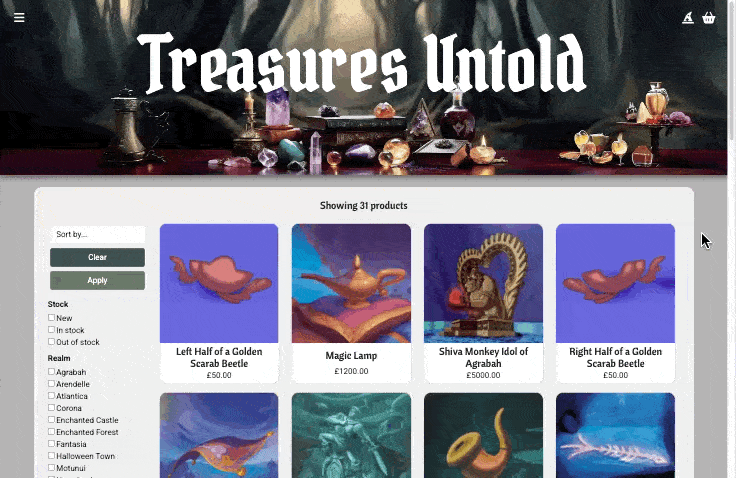 Treasures Untold
Showing 31 products
Sort by...
Clear
Apply
Stock
New
In stock
Out of stock
Realm
Agrabah
Arendelle
Atlantica
Corona
Enchanted Castle
Enchanted Forest
Fantasia
Halloween Town
Motunui
Left Half of a Golden
Scarab Beetle
£50.00
Magic Lamp
£1200.00
Shiva Monkey Idol of
Agrabah
£5000.00
Right Half of a Golden
Scarab Beetle
£50.00